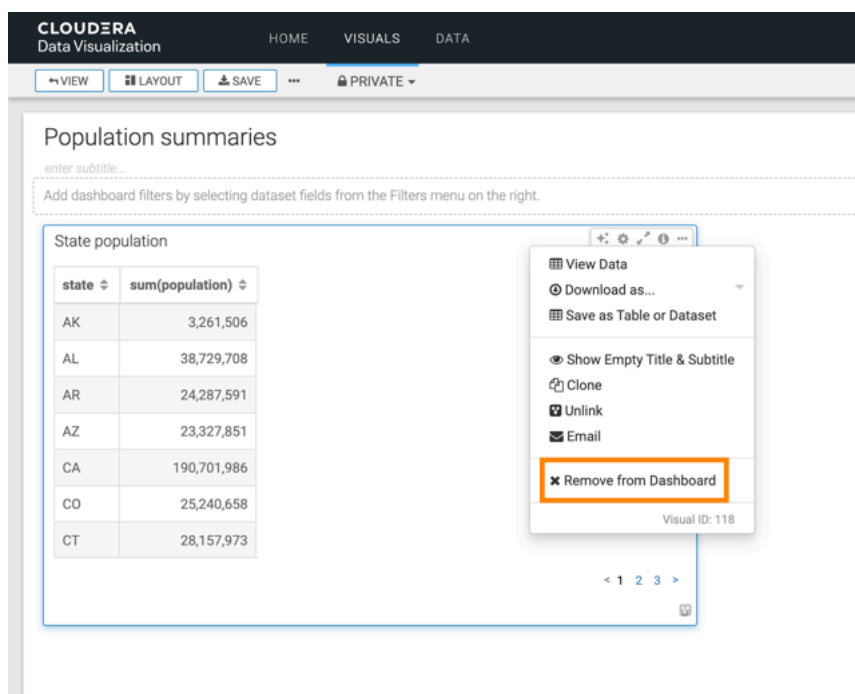 CLOUDERA
Data Visualization
HOME VISUALS DATA
VIEW LAYOUT SAVE ... PRIVATE
Population summaries
enter subtitle...
Add dashboard filters by selecting dataset fields from the Filters menu on the right.
State population
state sum(population)
AK 3,261,506
AL 38,729,708
AR 24,287,591
AZ 23,327,851
CA 190,701,986
CO 25,240,658
CT 28,157,973
View Data
Download as...
Save as Table or Dataset
Show Empty Title & Subtitle
Clone
Unlink
Email
Remove from Dashboard
Visual ID: 118
< 1 2 3 >